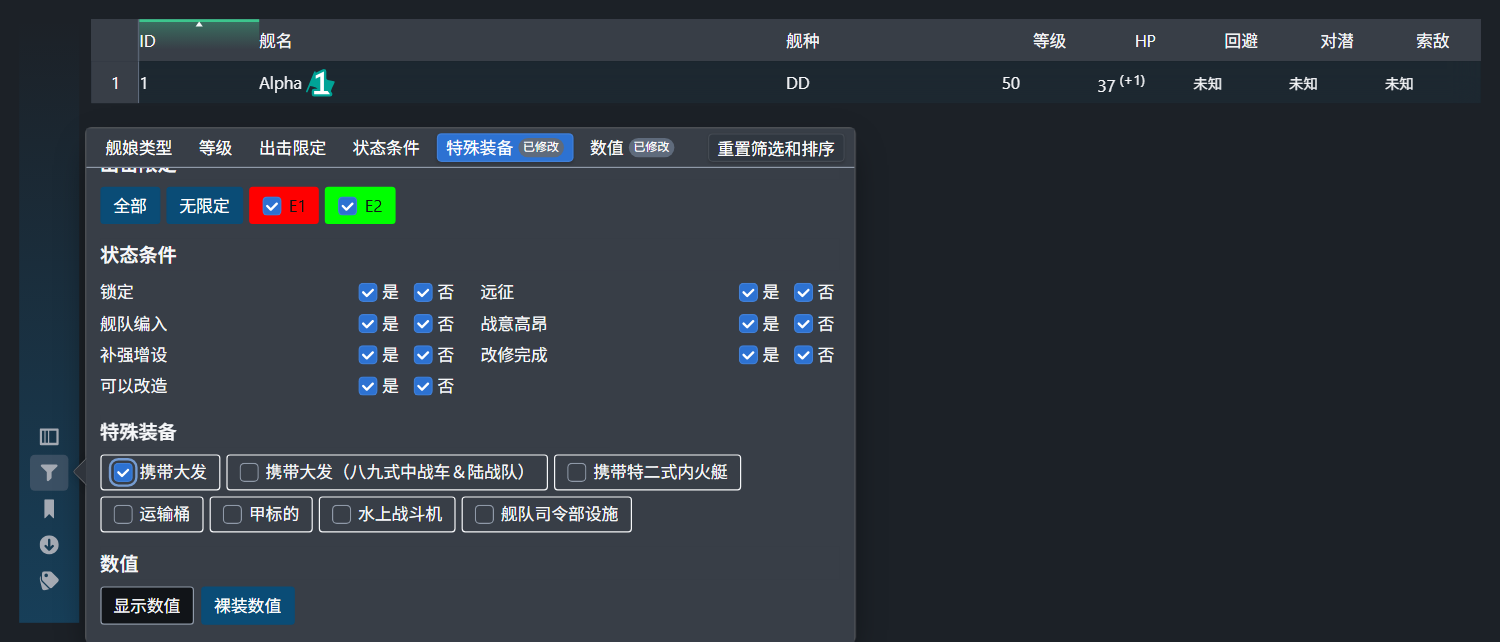 ID 舰名 舰种 等级 HP 回避 对潜 索敌
1 1 Alpha 1 DD 50 37 (+1) 未知 未知 未知
舰娘类型 等级 出击限定 状态条件 特殊装备 已修改 数值 已修改 重置筛选和排序
出击限定
全部 无限定 E1 E2
状态条件
锁定 是 否 远征 是 否
舰队编入 是 否 战意高昂 是 否
补强增设 是 否 改修完成 是 否
可以改造 是 否
特殊装备
携带大发 携带大发（八九式中战车＆陆战队） 携带特二式内火艇
运输桶 甲标的 水上战斗机 舰队司令部设施
数值
显示数值 裸装数值